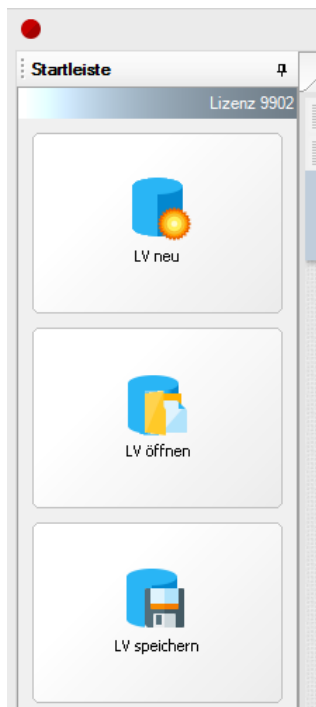 Startleiste
Lizenz 9902
LV neu
LV öffnen
LV speichern